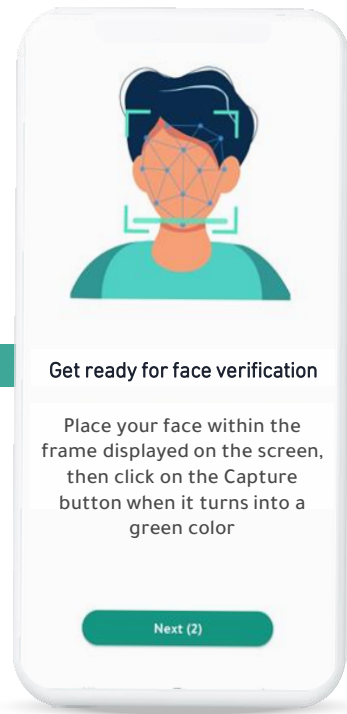 Get ready for face verification
Place your face within the
frame displayed on the screen,
then click on the Capture
button when it turns into a
green color
Next (2)